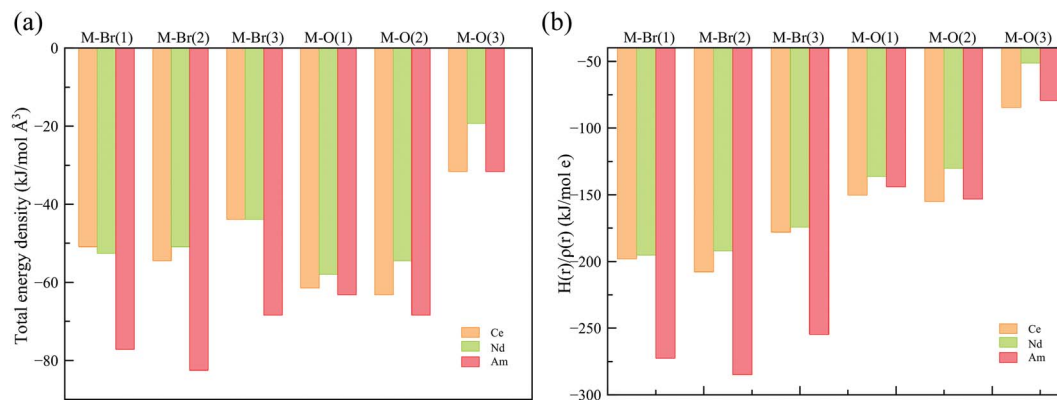 (a)
M-Br(1) M-Br(2) M-Br(3) M-O(1) M-O(2) M-O(3)
0
−20
−40
−60
−80
Total energy density (kJ/mol Å³)
Ce
Nd
Am
(b)
M-Br(1) M-Br(2) M-Br(3) M-O(1) M-O(2) M-O(3)
−50
−100
−150
−200
−250
−300
H(r)/ρ(r) (kJ/mol e)
Ce
Nd
Am